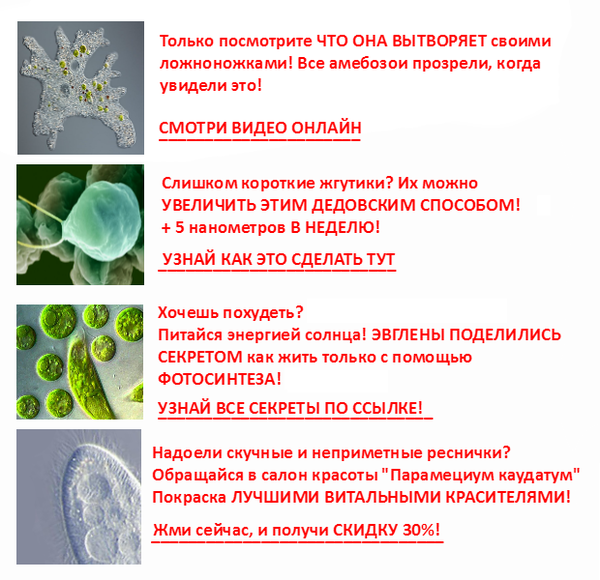 Только посмотрите ЧТО ОНА ВЫТВОРЯЕТ своими
ложноножками! Все амебозои прозрели, когда
увидели это!
СМОТРИ ВИДЕО ОНЛАЙН
Слишком короткие жгутики? Их можно
УВЕЛИЧИТЬ ЭТИМ ДЕДОВСКИМ СПОСОБОМ!
+ 5 нанометров В НЕДЕЛЮ!
УЗНАЙ КАК ЭТО СДЕЛАТЬ ТУТ
Хочешь похудеть?
Питайся энергией солнца! ЭВГЛЕНЫ ПОДЕЛИЛИСЬ
СЕКРЕТОМ как жить только с помощью
ФОТОСИНТЕЗА!
УЗНАЙ ВСЕ СЕКРЕТЫ ПО ССЫЛКЕ!
Надоели скучные и неприметные реснички?
Обращайся в салон красоты "Парамециум каудатум"
Покраска ЛУЧШИМИ ВИТАЛЬНЫМИ КРАСИТЕЛЯМИ!
Жми сейчас, и получи СКИДКУ 30%!